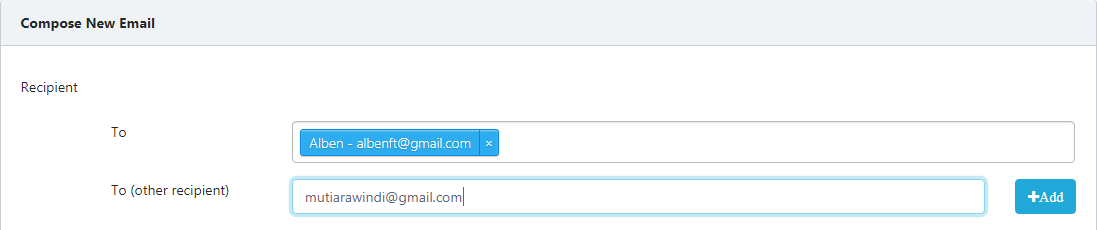 Compose New Email
Recipient
To
Alben - albenft@gmail.com ×
To (other recipient)
mutiarawindi@gmail.com
+Add